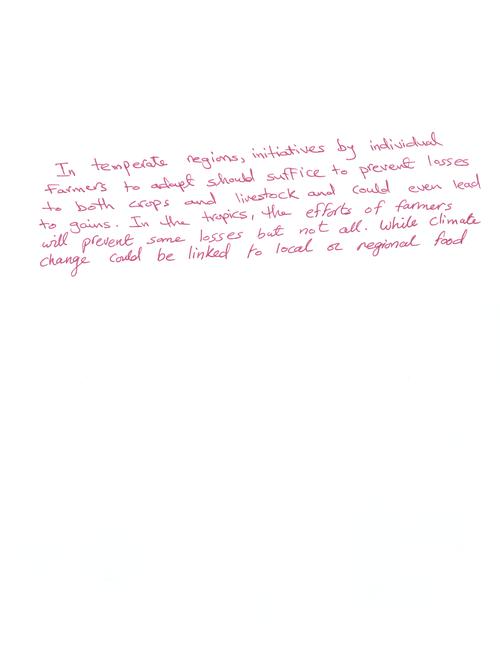 In temperate regions, initiatives by individual
Farmers to adapt should suffice to prevent losses
to both crops and livestock and could even lead
to gains. In the tropics, the efforts of farmers
will prevent some losses but not all. While climate
change could be linked to local or regional food